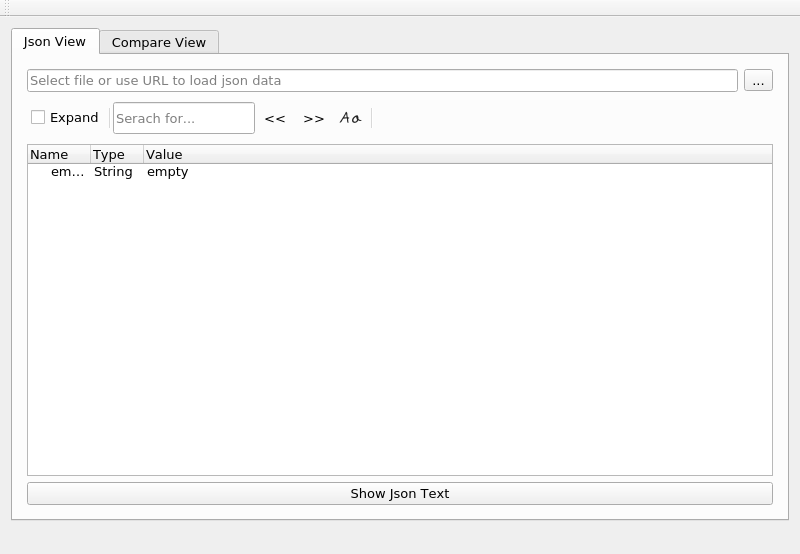 Json View Compare View
Select file or use URL to load json data ...
Expand Serach for... << >> Aa
Name Type Value
em... String empty
Show Json Text